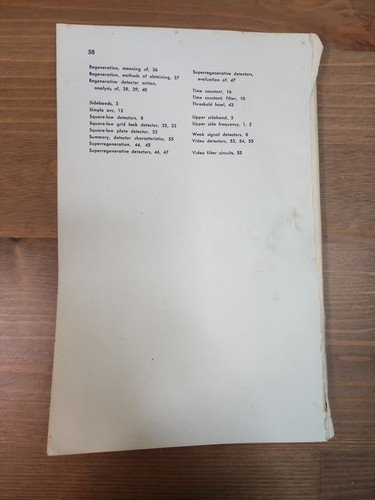 58
Regeneration, meaning of, 36
Regeneration, methods of obtaining, 37
Regenerative detector action,
analysis of, 38, 39, 40
Sidebands, 3
Simple avc, 13
Square-law detectors, 8
Square-law grid leak detector, 32, 33
Square-law plate detector, 32
Summary, detector characteristics, 55
Superregeneration, 44, 45
Superregenerative detectors, 46, 47
Superregenerative detectors,
evaluation of, 47
Time constant, 16
Time constant, filter, 10
Threshold howl, 43
Upper sideband, 3
Upper side frequency, 1, 2
Weak signal detectors, 8
Video detectors, 53, 54, 55
Video filter circuits, 55